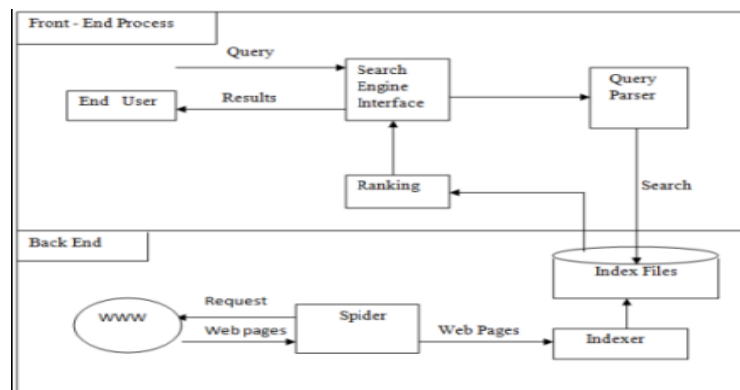 Front - End Process
Query
Search
Engine
Interface
Query
Parser
End User
Results
Ranking
Search
Back End
Index Files
WWW
Request
Web pages
Spider
Web Pages
Indexer